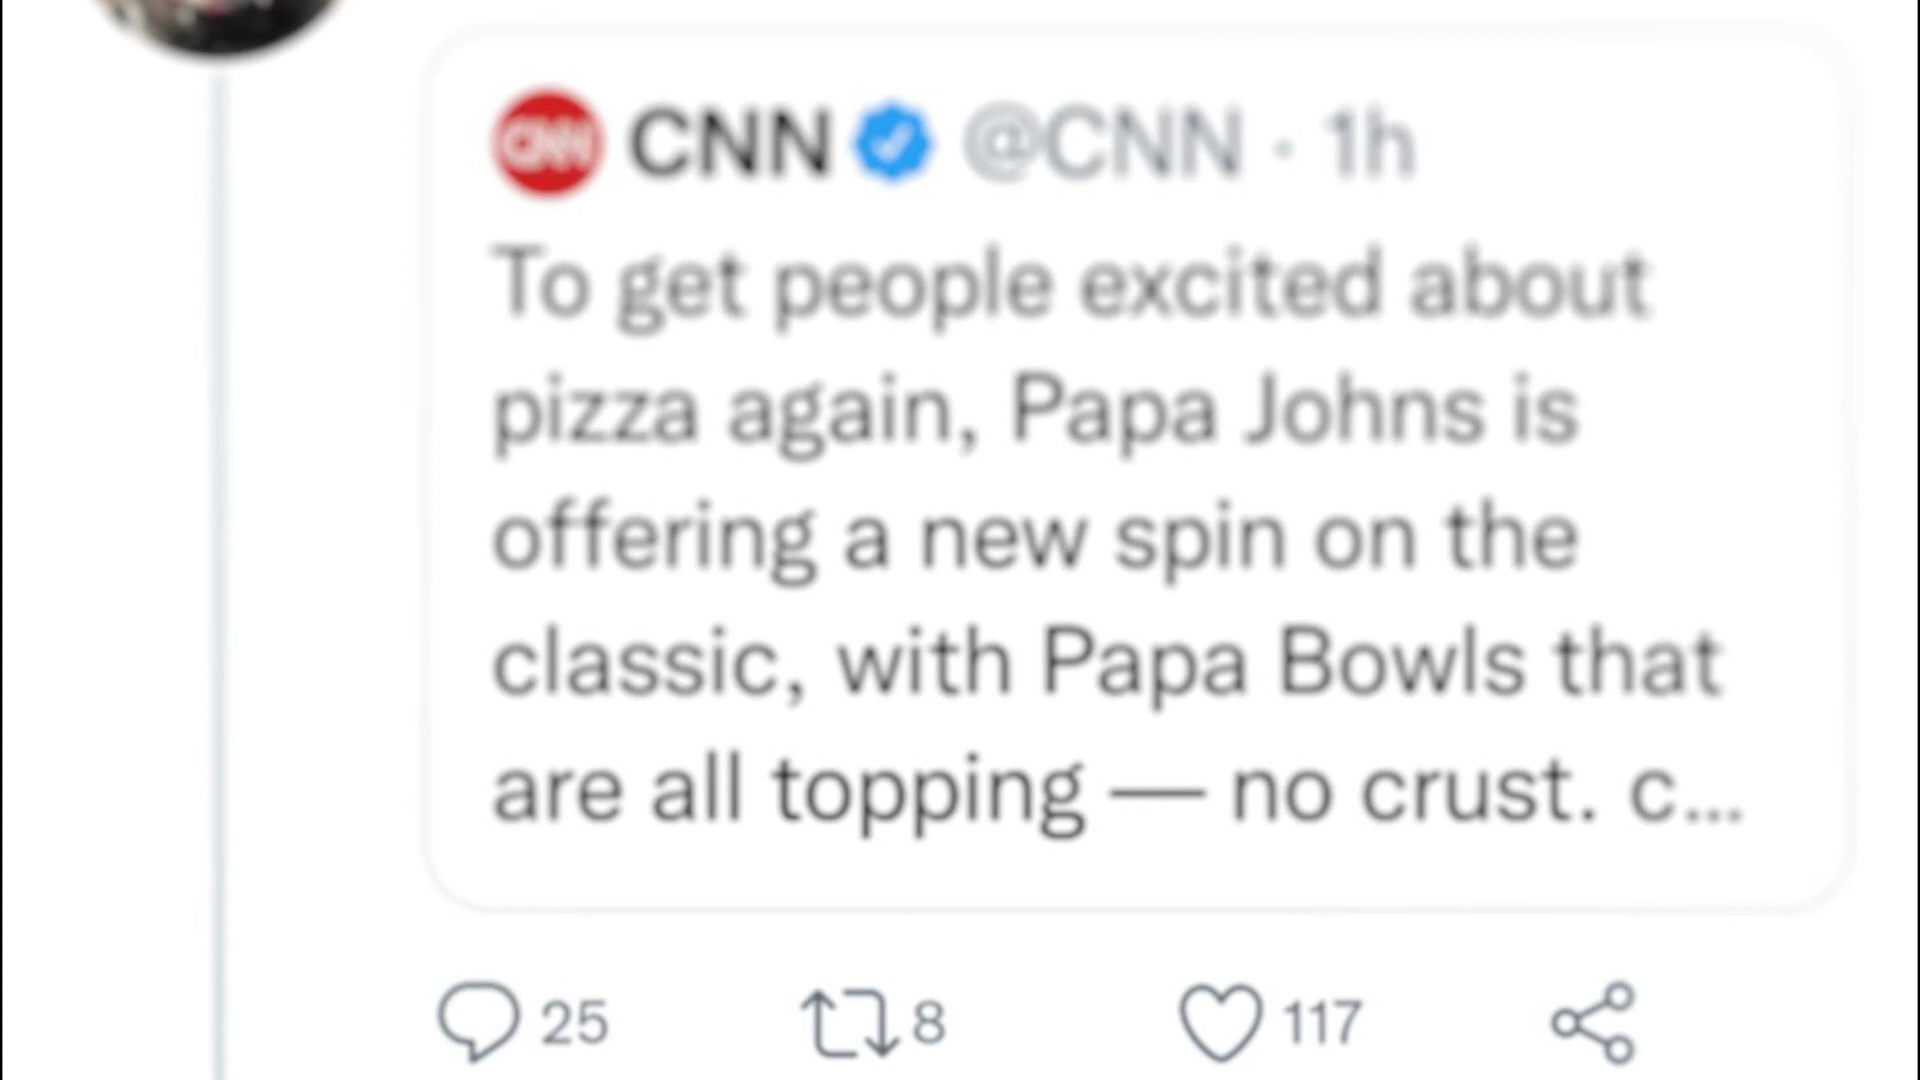 CNN CNN @CNN · 1h
To get people excited about
pizza again, Papa Johns is
offering a new spin on the
classic, with Papa Bowls that
are all topping — no crust. c...
25 8 117